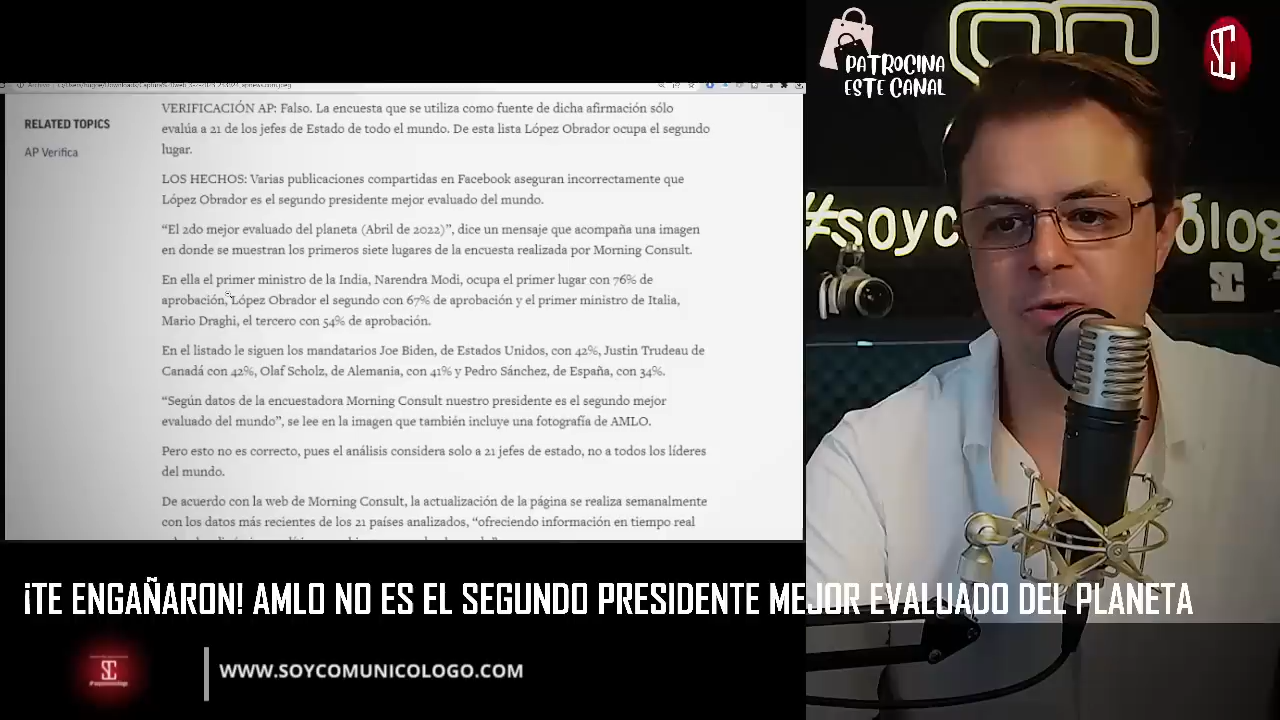 VERIFICACIÓN AP: Falso. La encuesta que se utiliza como fuente de dicha afirmación sólo
evalúa a 21 de los jefes de Estado de todo el mundo. De esta lista López Obrador ocupa el segundo
lugar.
RELATED TOPICS
AP Verifica
LOS HECHOS: Varias publicaciones compartidas en Facebook aseguran incorrectamente que
López Obrador es el segundo presidente mejor evaluado del mundo.
“El 2do mejor evaluado del planeta (Abril de 2022)”, dice un mensaje que acompaña una imagen
en donde se muestran los primeros siete lugares de la encuesta realizada por Morning Consult.
En ella el primer ministro de la India, Narendra Modi, ocupa el primer lugar con 76% de
aprobación, López Obrador el segundo con 67% de aprobación y el primer ministro de Italia,
Mario Draghi, el tercero con 54% de aprobación.
En el listado le siguen los mandatarios Joe Biden, de Estados Unidos, con 42%, Justin Trudeau de
Canadá con 42%, Olaf Scholz, de Alemania, con 41% y Pedro Sánchez, de España, con 34%.
“Según datos de la encuestadora Morning Consult nuestro presidente es el segundo mejor
evaluado del mundo”, se lee en la imagen que también incluye una fotografía de AMLO.
Pero esto no es correcto, pues el análisis considera solo a 21 jefes de estado, no a todos los líderes
del mundo.
De acuerdo con la web de Morning Consult, la actualización de la página se realiza semanalmente
con los datos más recientes de los 21 países analizados, “ofreciendo información en tiempo real
PATROCINA
ESTE CANAL
SC
#soyc ólog
SC
¡TE ENGAÑARON! AMLO NO ES EL SEGUNDO PRESIDENTE MEJOR EVALUADO DEL PLANETA
SC
WWW.SOYCOMUNICOLOGO.COM